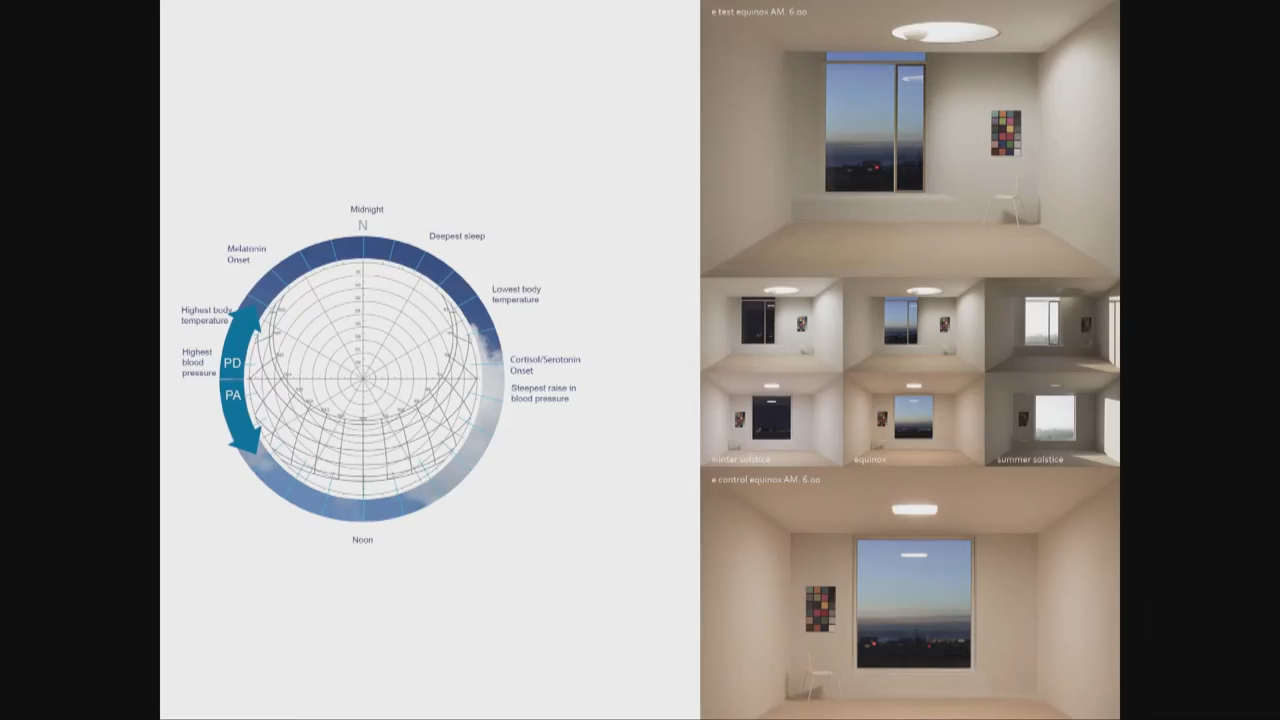 Midnight
N
Deepest sleep
Melatonin
Onset
Lowest body
temperature
Highest body
temperature
Highest
blood
pressure
PD
PA
Cortisol/Serotonin
Onset
Steepest raise in
blood pressure
Noon
e test equinox AM. 6.00
winter solstice
equinox
summer solstice
e control equinox AM. 6.00